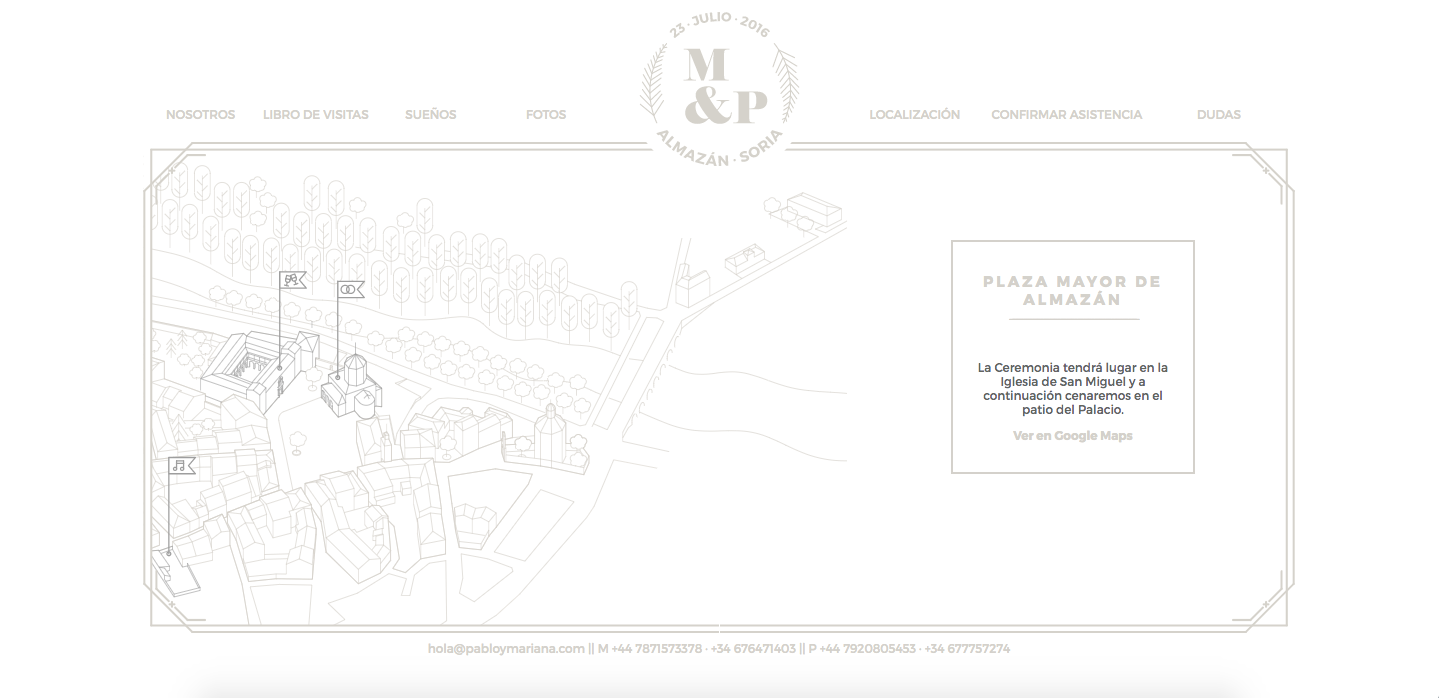 23 · JULIO · 2016
M
&P
ALMAZÁN · SORIA
NOSOTROS LIBRO DE VISITAS SUEÑOS FOTOS LOCALIZACIÓN CONFIRMAR ASISTENCIA DUDAS
PLAZA MAYOR DE
ALMAZÁN
La Ceremonia tendrá lugar en la
Iglesia de San Miguel y a
continuación cenaremos en el
patio del Palacio.
Ver en Google Maps
hola@pabloymariana.com || M +44 7871573378 · +34 676471403 || P +44 7920805453 · +34 677757274